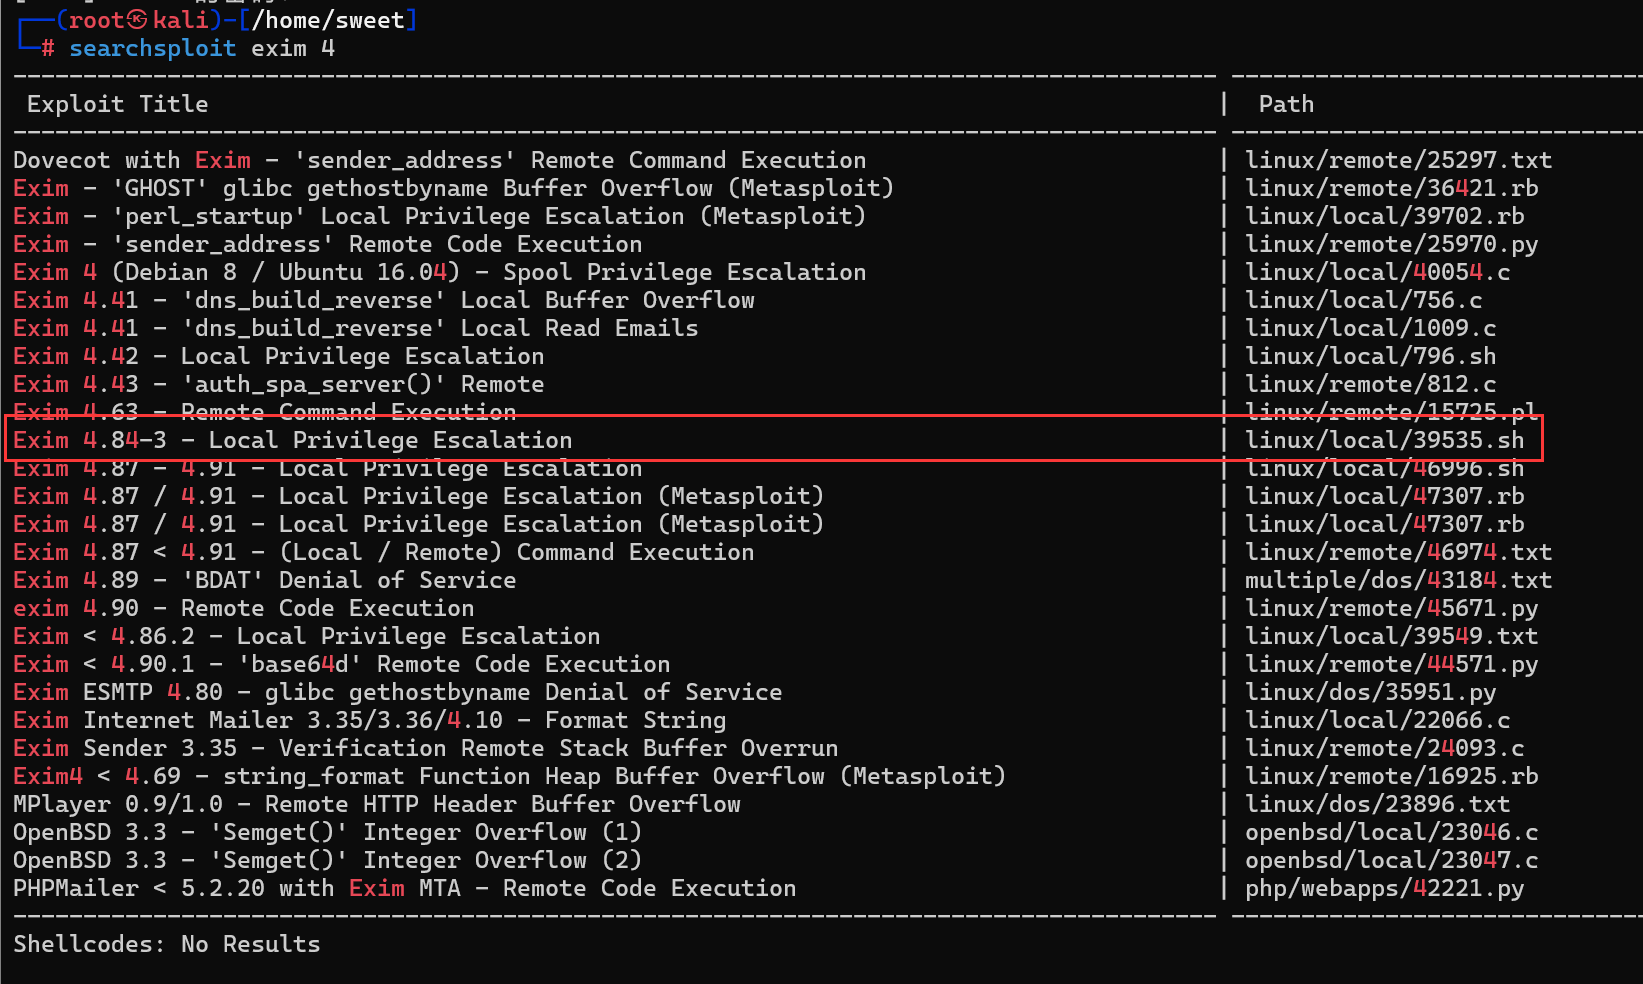 ┌──(root㉿kali)-[/home/sweet]
└─# searchsploit exim 4
Exploit Title | Path
Dovecot with Exim - 'sender_address' Remote Command Execution | linux/remote/25297.txt
Exim - 'GHOST' glibc gethostbyname Buffer Overflow (Metasploit) | linux/remote/36421.rb
Exim - 'perl_startup' Local Privilege Escalation (Metasploit) | linux/local/39702.rb
Exim - 'sender_address' Remote Code Execution | linux/remote/25970.py
Exim 4 (Debian 8 / Ubuntu 16.04) - Spool Privilege Escalation | linux/local/40054.c
Exim 4.41 - 'dns_build_reverse' Local Buffer Overflow | linux/local/756.c
Exim 4.41 - 'dns_build_reverse' Local Read Emails | linux/local/1009.c
Exim 4.42 - Local Privilege Escalation | linux/local/796.sh
Exim 4.43 - 'auth_spa_server()' Remote | linux/remote/812.c
Exim 4.63 - Remote Command Execution | linux/remote/15725.pl
Exim 4.84-3 - Local Privilege Escalation | linux/local/39535.sh
Exim 4.87 - 4.91 - Local Privilege Escalation | linux/local/46996.sh
Exim 4.87 / 4.91 - Local Privilege Escalation (Metasploit) | linux/local/47307.rb
Exim 4.87 / 4.91 - Local Privilege Escalation (Metasploit) | linux/local/47307.rb
Exim 4.87 < 4.91 - (Local / Remote) Command Execution | linux/remote/46974.txt
Exim 4.89 - 'BDAT' Denial of Service | multiple/dos/43184.txt
exim 4.90 - Remote Code Execution | linux/remote/45671.py
Exim < 4.86.2 - Local Privilege Escalation | linux/local/39549.txt
Exim < 4.90.1 - 'base64d' Remote Code Execution | linux/remote/44571.py
Exim ESMTP 4.80 - glibc gethostbyname Denial of Service | linux/dos/35951.py
Exim Internet Mailer 3.35/3.36/4.10 - Format String | linux/local/22066.c
Exim Sender 3.35 - Verification Remote Stack Buffer Overrun | linux/remote/24093.c
Exim4 < 4.69 - string_format Function Heap Buffer Overflow (Metasploit) | linux/remote/16925.rb
MPlayer 0.9/1.0 - Remote HTTP Header Buffer Overflow | linux/dos/23896.txt
OpenBSD 3.3 - 'Semget()' Integer Overflow (1) | openbsd/local/23046.c
OpenBSD 3.3 - 'Semget()' Integer Overflow (2) | openbsd/local/23047.c
PHPMailer < 5.2.20 with Exim MTA - Remote Code Execution | php/webapps/42221.py
Shellcodes: No Results